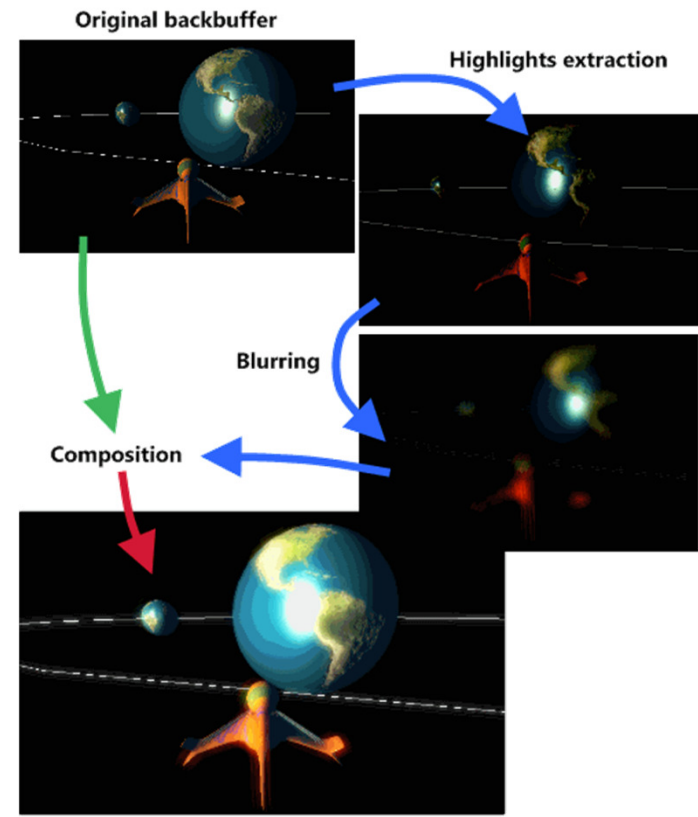 Original backbuffer
Highlights extraction
Blurring
Composition